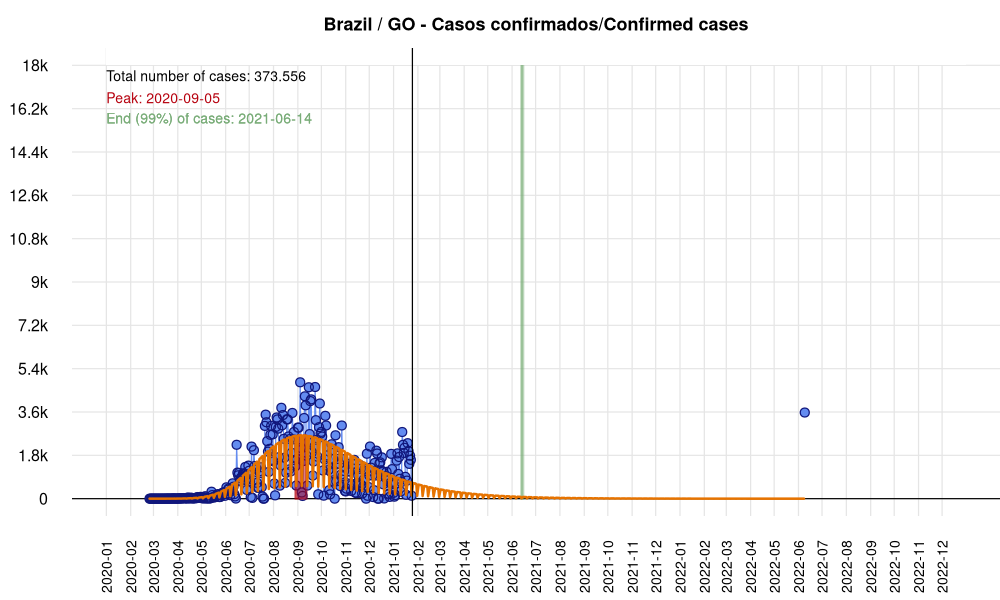 Brazil / GO - Casos confirmados/Confirmed cases
Total number of cases: 373.556
Peak: 2020-09-05
End (99%) of cases: 2021-06-14
18k
16.2k
14.4k
12.6k
10.8k
9k
7.2k
5.4k
3.6k
1.8k
0
2020-01
2020-02
2020-03
2020-04
2020-05
2020-06
2020-07
2020-08
2020-09
2020-10
2020-11
2020-12
2021-01
2021-02
2021-03
2021-04
2021-05
2021-06
2021-07
2021-08
2021-09
2021-10
2021-11
2021-12
2022-01
2022-02
2022-03
2022-04
2022-05
2022-06
2022-07
2022-08
2022-09
2022-10
2022-11
2022-12